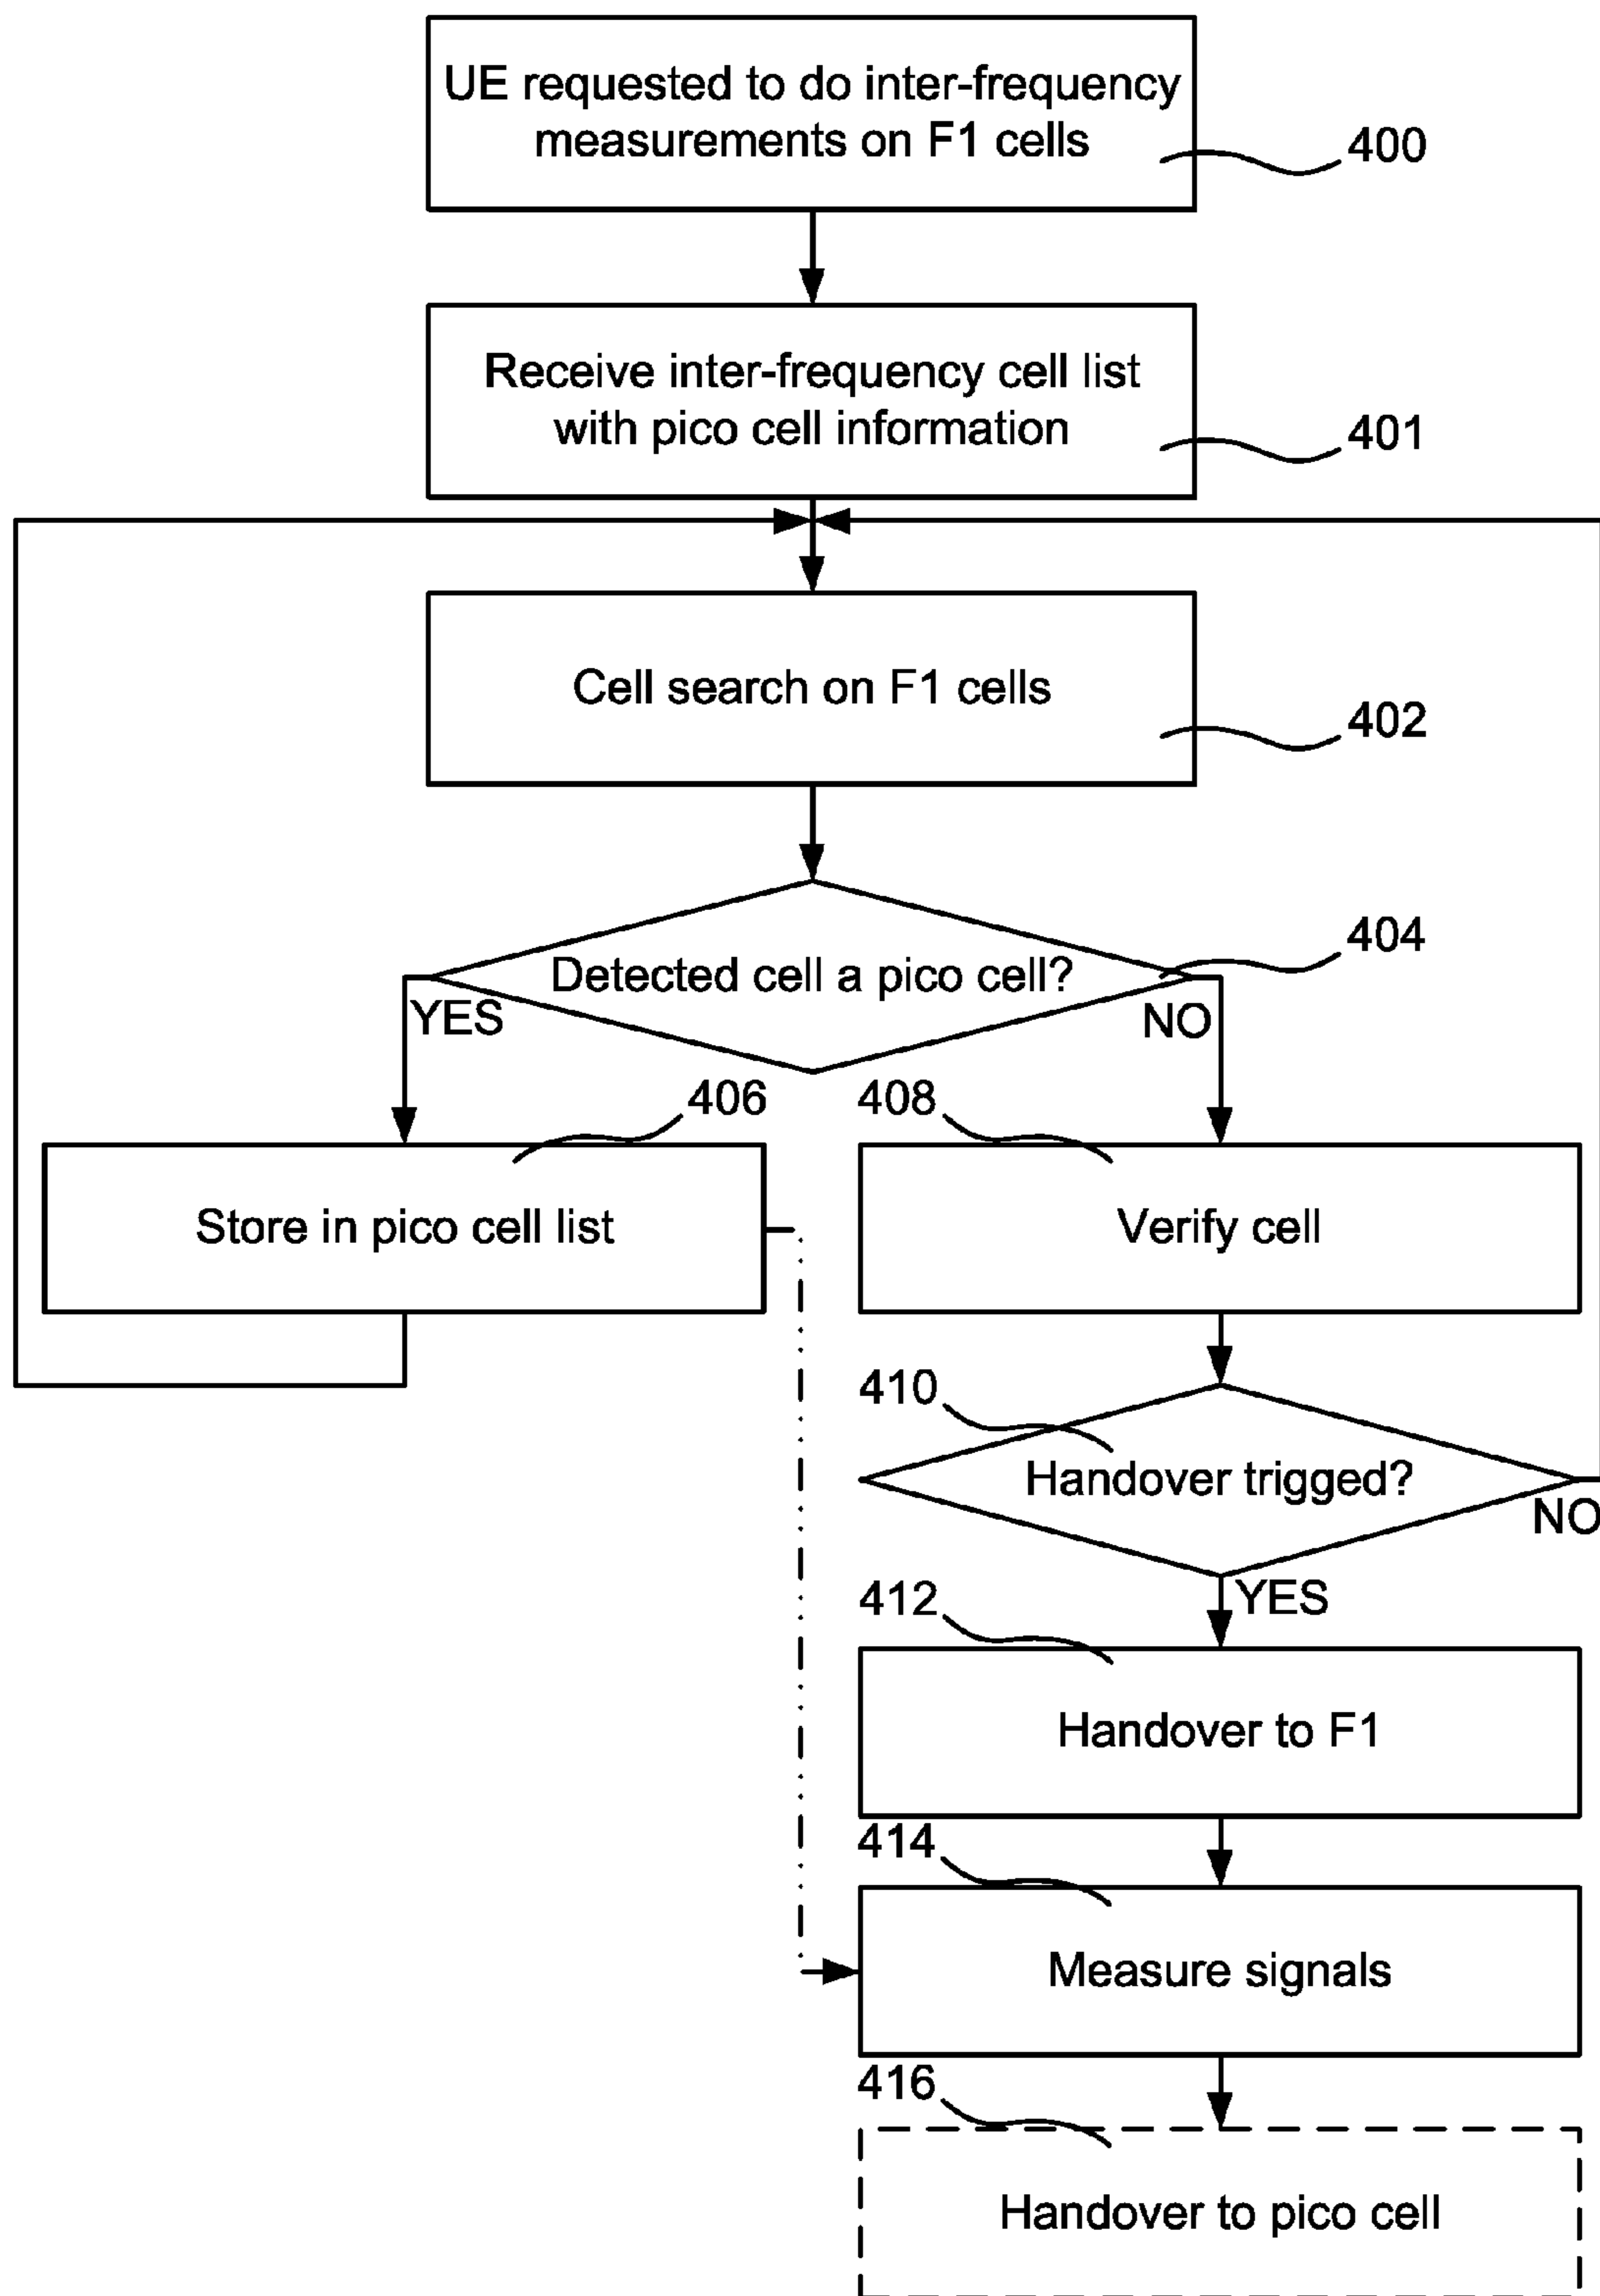 UE requested to do inter-frequency
measurements on F1 cells
400
Receive inter-frequency cell list
with pico cell information
401
Cell search on F1 cells
402
Detected cell a pico cell?
404
YES
NO
406
408
Store in pico cell list
Verify cell
410
Handover trigged?
NO
YES
412
Handover to F1
414
Measure signals
416
Handover to pico cell